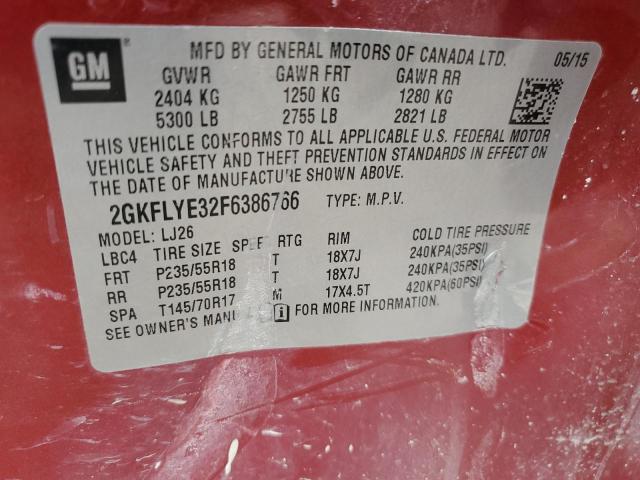 GM ®
MFD BY GENERAL MOTORS OF CANADA LTD. 05/15
GVWR GAWR FRT GAWR RR
2404 KG 1250 KG 1280 KG
5300 LB 2755 LB 2821 LB
THIS VEHICLE CONFORMS TO ALL APPLICABLE U.S. FEDERAL MOTOR
VEHICLE SAFETY AND THEFT PREVENTION STANDARDS IN EFFECT ON
THE DATE OF MANUFACTURE SHOWN ABOVE.
2GKFLYE32F6386766 TYPE: M.P.V.
MODEL: LJ26
LBC4 TIRE SIZE SPEE RTG RIM COLD TIRE PRESSURE
FRT P235/55R18 T 18X7J 240KPA(35PSI)
RR P235/55R18 T 18X7J 240KPA(35PSI)
SPA T145/70R17 M 17X4.5T 420KPA(60PSI)
SEE OWNER'S MANU FOR MORE INFORMATION.